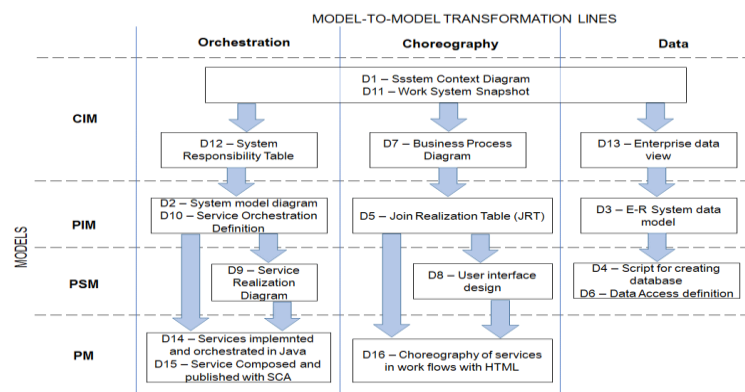 MODEL-TO-MODEL TRANSFORMATION LINES
Orchestration
Choreography
Data
MODELS
CIM
D1 – Ssstem Context Diagram
D11 – Work System Snapshot
D12 – System
Responsibility Table
D7 – Business Process
Diagram
D13 – Enterprise data
view
PIM
D2 – System model diagram
D10 – Service Orchestration
Definition
D5 – Join Realization Table (JRT)
D3 – E-R System data
model
PSM
D9 – Service
Realization
Diagram
D8 – User interface
design
D4 – Script for creating
database
D6 – Data Access definition
PM
D14 – Services implemnted
and orchestrated in Java
D15 – Service Composed and
published with SCA
D16 – Choreography of services
in work flows with HTML